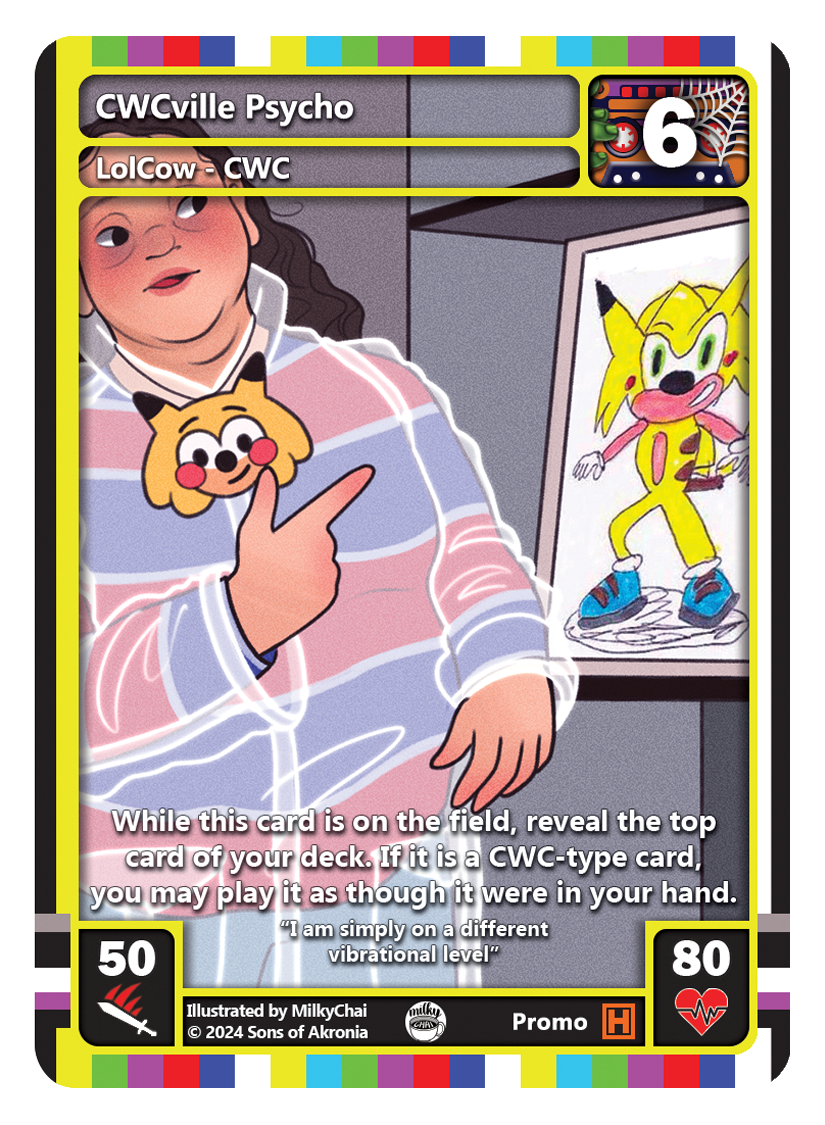 CWCville Psycho
6
LolCow - CWC
While this card is on the field, reveal the top
card of your deck. If it is a CWC-type card,
you may play it as though it were in your hand.
“I am simply on a different
vibrational level”
50
80
Illustrated by MilkyChai
© 2024 Sons of Akronia
milky
CHAI
Promo
H